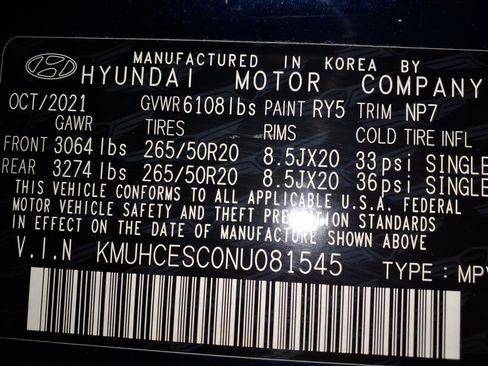 MANUFACTURED IN KOREA BY
HYUNDAI MOTOR COMPANY
OCT/2021 GVWR 6108lbs PAINT RY5 TRIM NP7
GAWR TIRES RIMS COLD TIRE INFL
FRONT 3064 lbs 265/50R20 8.5JX20 33psi SINGLE
REAR 3274 lbs 265/50R20 8.5JX20 36psi SINGLE
THIS VEHICLE CONFORMS TO ALL APPLICABLE U.S.A. FEDERAL
MOTOR VEHICLE SAFETY AND THEFT PREVENTION STANDARDS
IN EFFECT ON THE DATE OF MANUFACTURE SHOWN ABOVE
V.I.N KMUHCESC0NU081545 TYPE : MPV